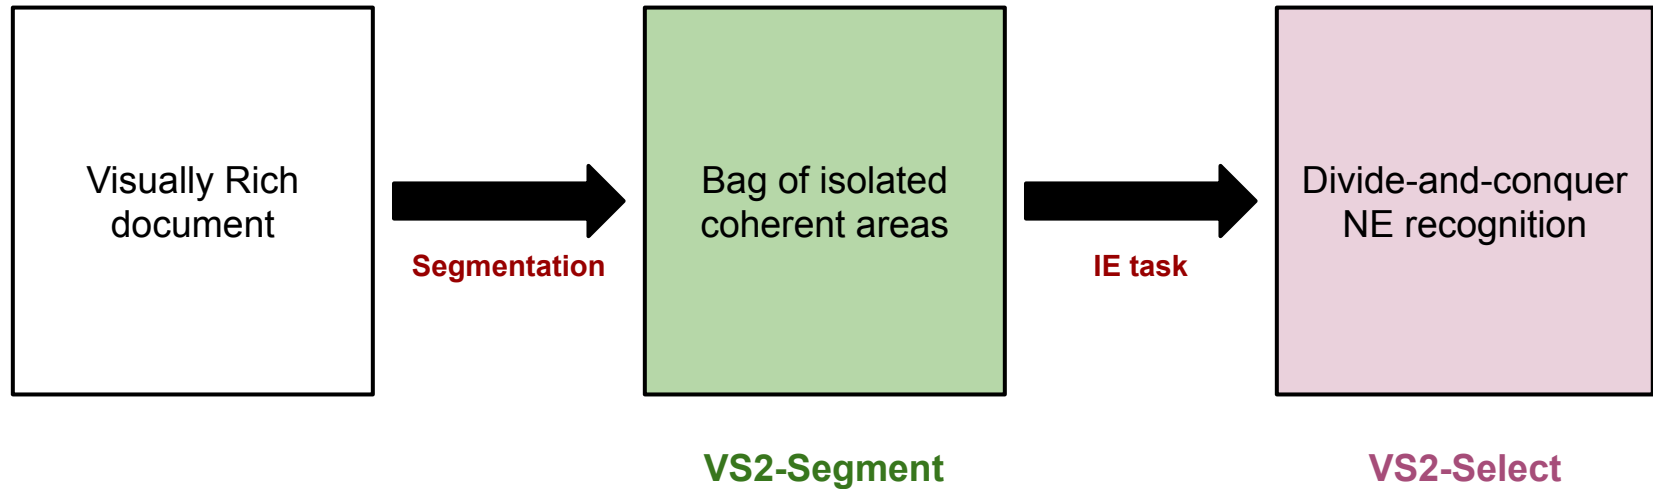 Visually Rich
document
Segmentation
Bag of isolated
coherent areas
IE task
Divide-and-conquer
NE recognition
VS2-Segment
VS2-Select